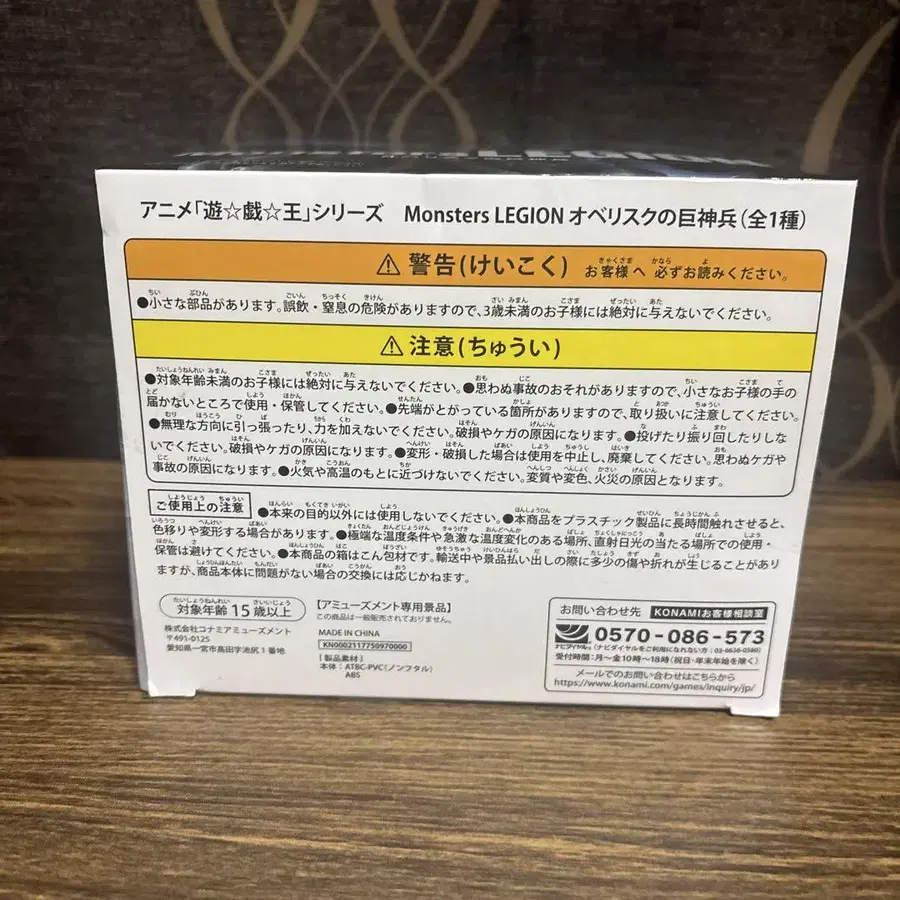 Monsters LEGION
アニメ「遊☆戯☆王」シリーズ Monsters LEGION オベリスクの巨神兵(全1種)
⚠ 警告(けいこく) お客様へ 必ずお読みください。
●小さな部品があります。誤飲・窒息の危険がありますので、3歳未満のお子様には絶対に与えないでください。
⚠ 注意(ちゅうい)
●対象年齢未満のお子様には絶対に与えないでください。●思わぬ事故のおそれがありますので、小さなお子様の手の
届かないところで使用・保管してください。●先端がとがっている箇所がありますので、取り扱いに注意してください。
●無理な方向に引っ張ったり、力を加えないでください。破損やケガの原因になります。●投げたり振り回したりしな
いでください。破損やケガの原因になります。●変形・破損した場合は使用を中止し、廃棄してください。思わぬケガや
事故の原因になります。●火気や高温のもとに近づけないでください。変質や変色、火災の原因となります。
ご使用上の注意 ●本来の目的以外には使用しないでください。●本商品をプラスチック製品に長時間触れさせると、
色移りや変形する場合があります。●極端な温度条件や急激な温度変化のある場所、直射日光の当たる場所での使用・
保管は避けてください。●本商品の箱はこん包材です。輸送中や景品払い出しの際に多少の傷や折れが生じることがあり
ますが、商品本体に問題がない場合の交換には応じかねます。
対象年齢 15歳以上
株式会社コナミアミューズメント
〒491-0125
愛知県一宮市高田字池尻1番地
【アミューズメント専用景品】
この商品は一般販売されておりません。
MADE IN CHINA
KN0002117750970000
[製品素材]
本体:ATBC-PVC(ノンフタル)
ABS
お問い合わせ先 KONAMIお客様相談室
ナビダイヤル 0570-086-573
(ナビダイヤルをご利用になれない方:03-6636-0580)
受付時間:月~金10時~18時(祝日・年末年始を除く)
メールでのお問い合わせはこちらから
https://www.konami.com/games/inquiry/jp/